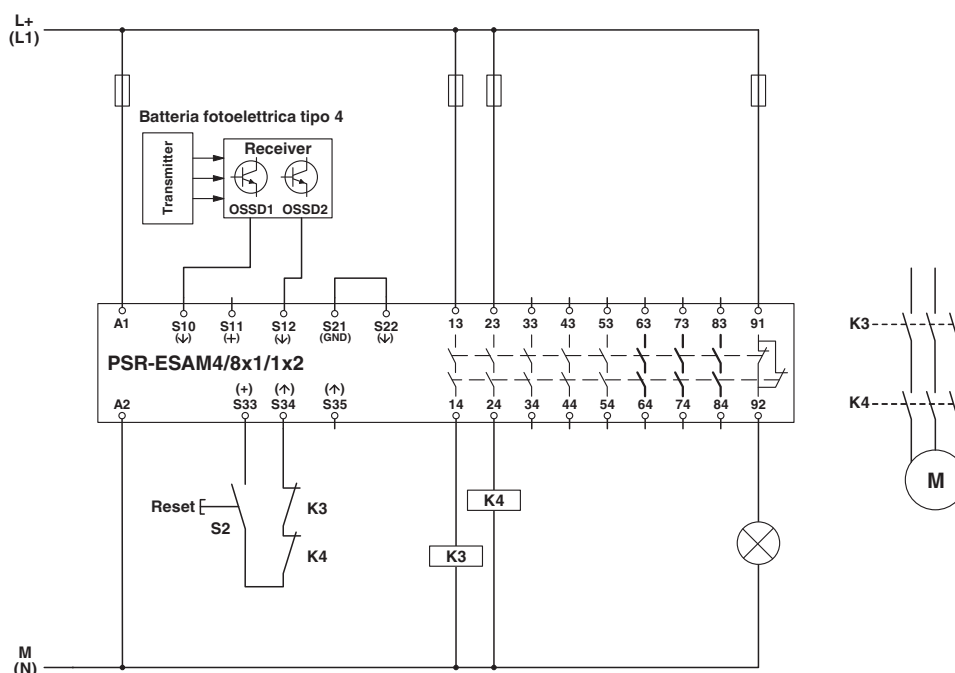 L+
(L1)
Batteria fotoelettrica tipo 4
Transmitter
Receiver
OSSD1 OSSD2
A1 S10 S11 S12 S21 S22 13 23 33 43 53 63 73 83 91
(↓) (+) (↓) (GND) (↓)
PSR-ESAM4/8x1/1x2
(+) (↑) (↑)
A2 S33 S34 S35 14 24 34 44 54 64 74 84 92
K3
K4
M
Reset
S2
K3
K4
K4
K3
M
(N)